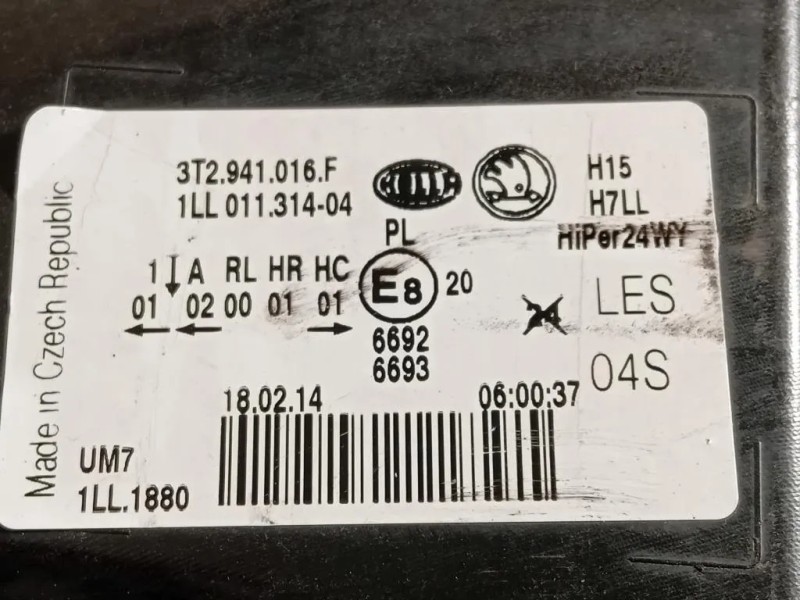 Made in Czech Republic
3T2.941.016.F
1LL 011.314-04
HELLA
H15
H7LL
HiPer24WY
PL
1 A RL HR HC
01 02 00 01 01
E8 20
6692
6693
24
LES
04S
18.02.14 06:00:37
UM7
1LL.1880